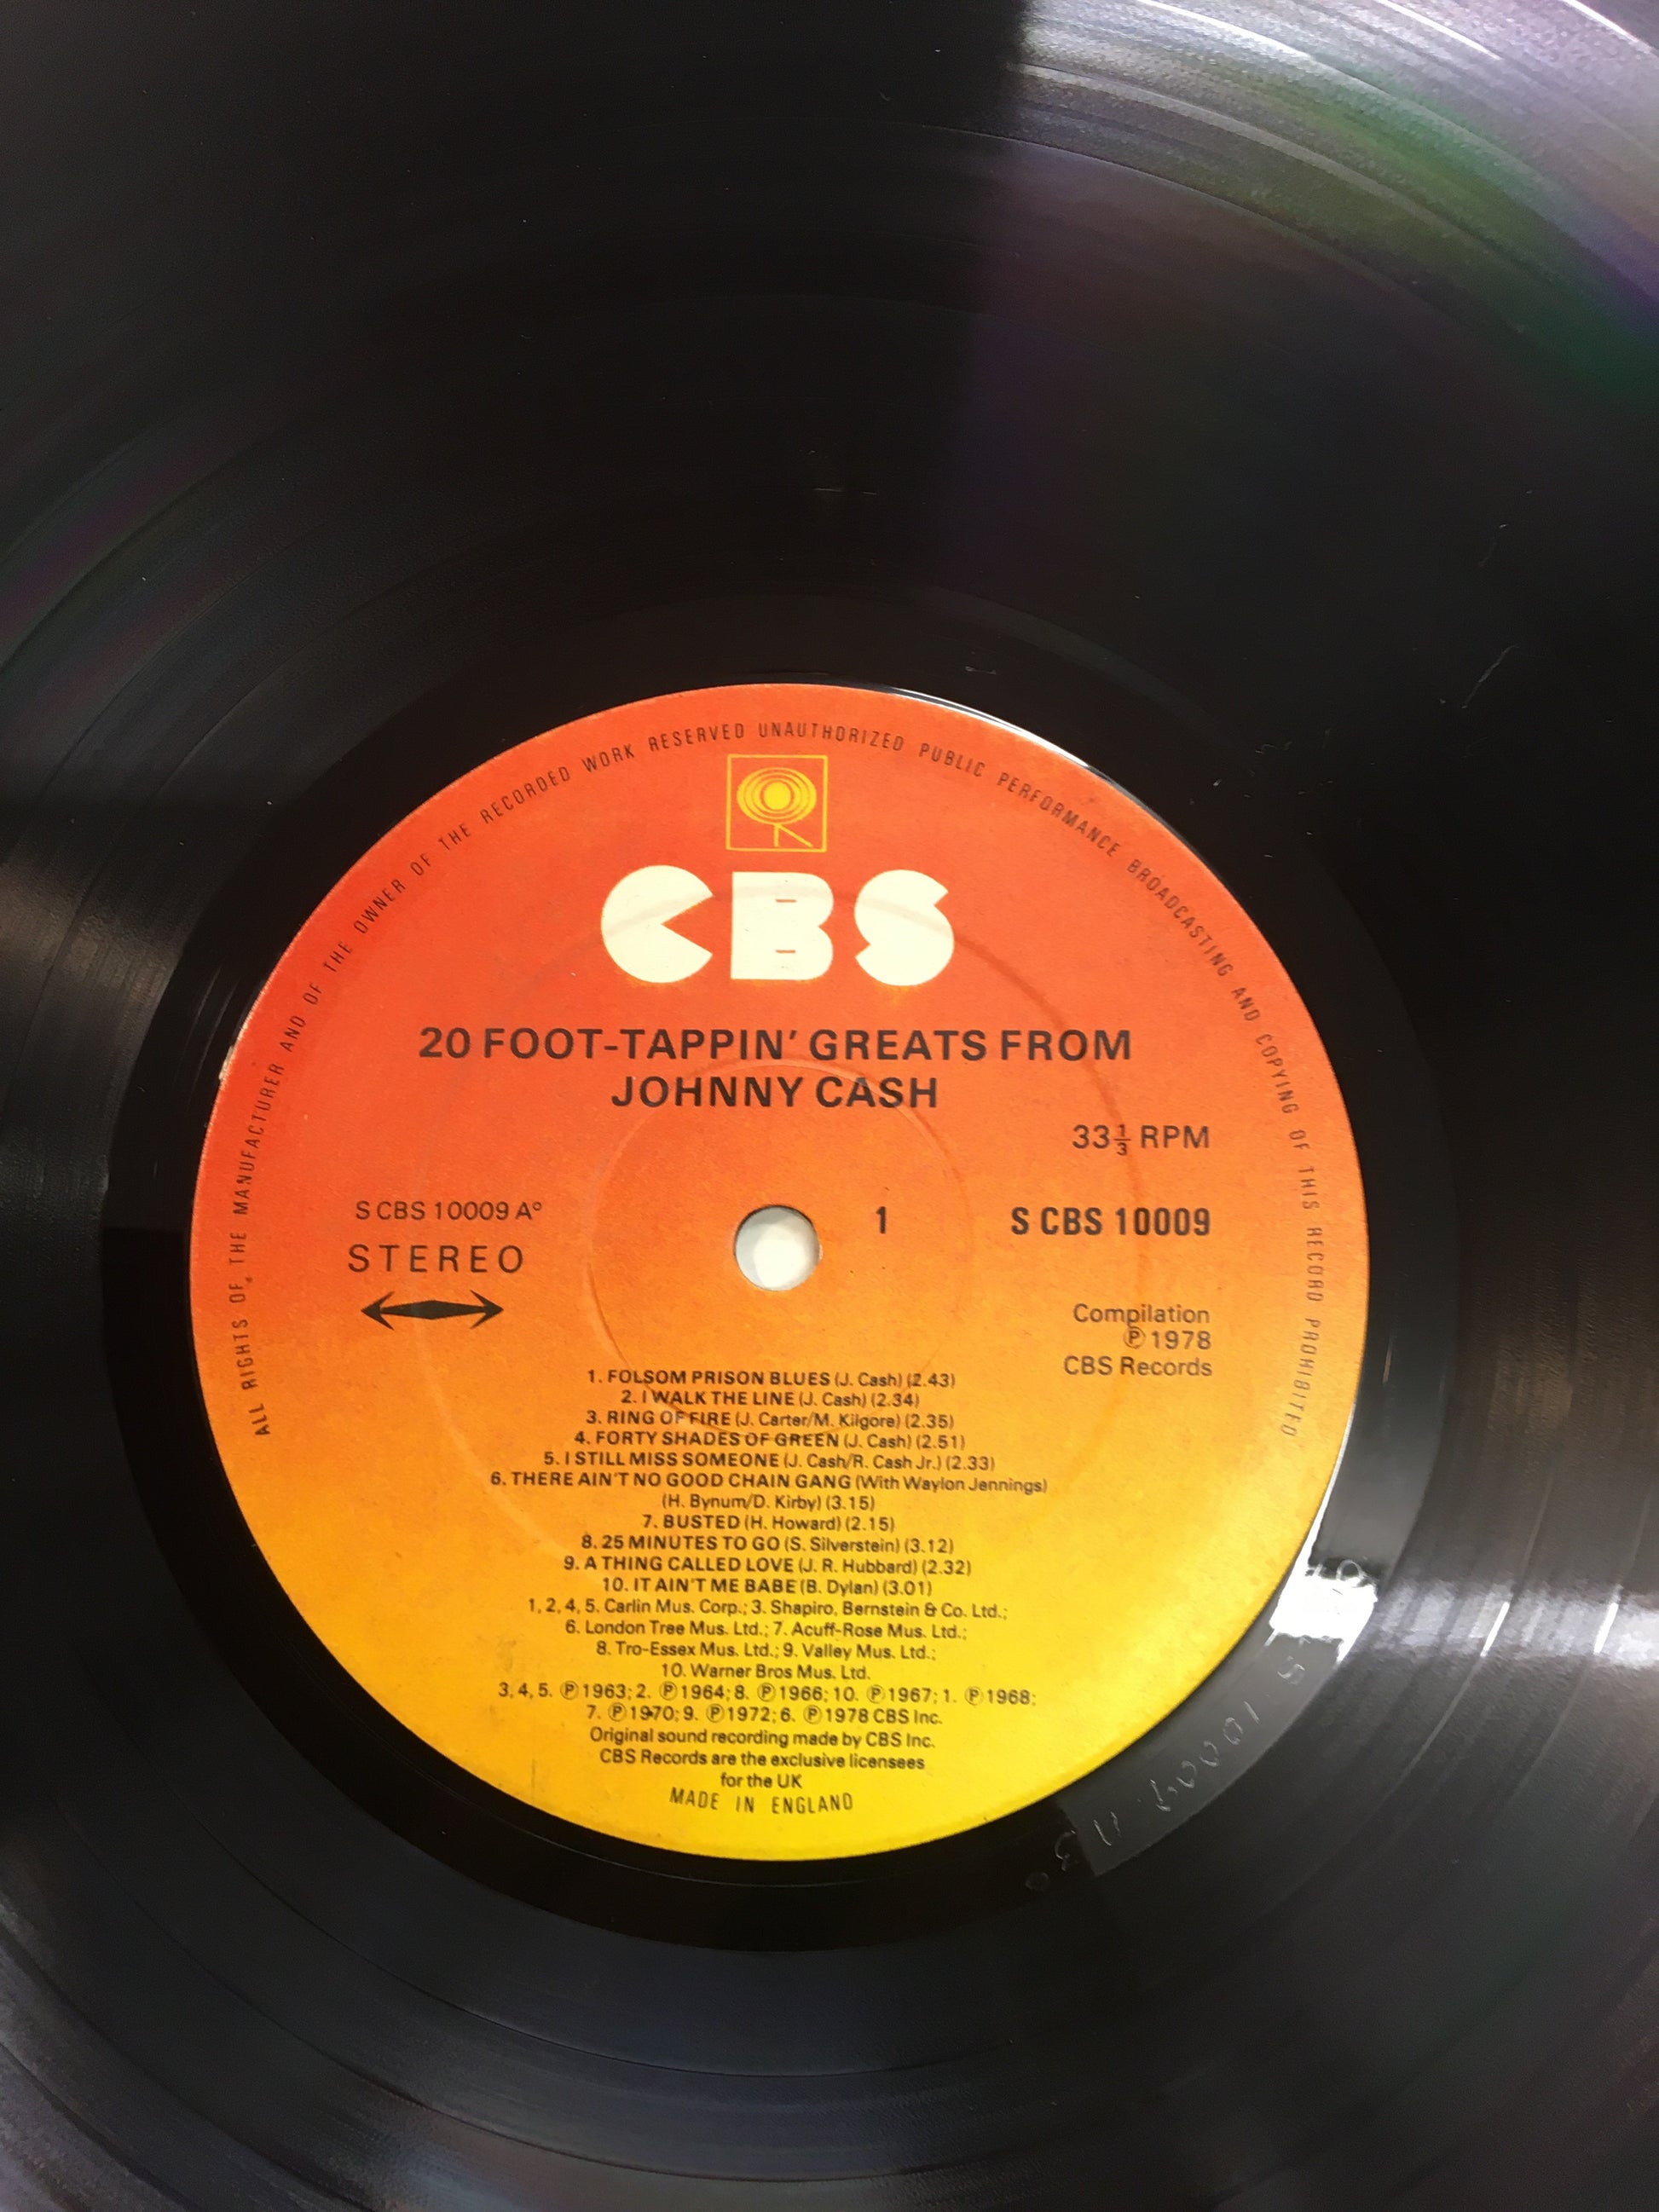 ALL RIGHTS OF THE MANUFACTURER AND OF THE OWNER OF THE RECORDED WORK RESERVED UNAUTHORIZED PUBLIC PERFORMANCE BROADCASTING AND COPYING OF THIS RECORD PROHIBITED
CBS
20 FOOT-TAPPIN' GREATS FROM
JOHNNY CASH
33⅓ RPM
S CBS 10009 A°
STEREO
1
S CBS 10009
Compilation
℗ 1978
CBS Records
1. FOLSOM PRISON BLUES (J. Cash) (2.43)
2. I WALK THE LINE (J. Cash) (2.34)
3. RING OF FIRE (J. Carter/M. Kilgore) (2.35)
4. FORTY SHADES OF GREEN (J. Cash) (2.51)
5. I STILL MISS SOMEONE (J. Cash/R. Cash Jr.) (2.33)
6. THERE AIN'T NO GOOD CHAIN GANG (With Waylon Jennings)
(H. Bynum/D. Kirby) (3.15)
7. BUSTED (H. Howard) (2.15)
8. 25 MINUTES TO GO (S. Silverstein) (3.12)
9. A THING CALLED LOVE (J. R. Hubbard) (2.32)
10. IT AIN'T ME BABE (B. Dylan) (3.01)
1, 2, 4, 5. Carlin Mus. Corp.; 3. Shapiro, Bernstein & Co. Ltd.;
6. London Tree Mus. Ltd.; 7. Acuff-Rose Mus. Ltd.;
8. Tro-Essex Mus. Ltd.; 9. Valley Mus. Ltd.;
10. Warner Bros Mus. Ltd.
3, 4, 5. ℗ 1963; 2. ℗ 1964; 8. ℗ 1966; 10. ℗ 1967; 1. ℗ 1968;
7. ℗ 1970; 9. ℗ 1972; 6. ℗ 1978 CBS Inc.
Original sound recording made by CBS Inc.
CBS Records are the exclusive licensees
for the UK
MADE IN ENGLAND